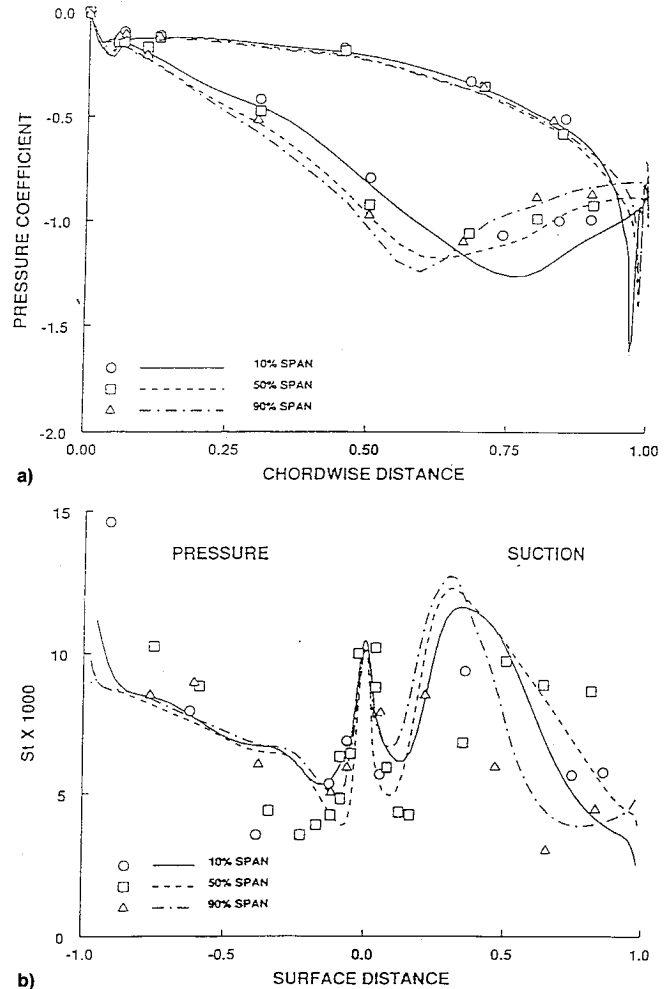 0.0
-0.5
-1.0
-1.5
-2.0
PRESSURE COEFFICIENT
10% SPAN
50% SPAN
90% SPAN
0.00 0.25 0.50 0.75 1.00
CHORDWISE DISTANCE
a)
15
10
5
0
St X 1000
PRESSURE SUCTION
10% SPAN
50% SPAN
90% SPAN
-1.0 -0.5 0.0 0.5 1.0
SURFACE DISTANCE
b)